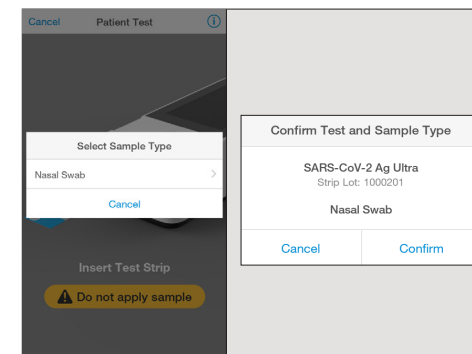 Cancel Patient Test
Select Sample Type
Nasal Swab
Cancel
Insert Test Strip
Do not apply sample
Confirm Test and Sample Type
SARS-CoV-2 Ag Ultra
Strip Lot: 1000201
Nasal Swab
Cancel Confirm